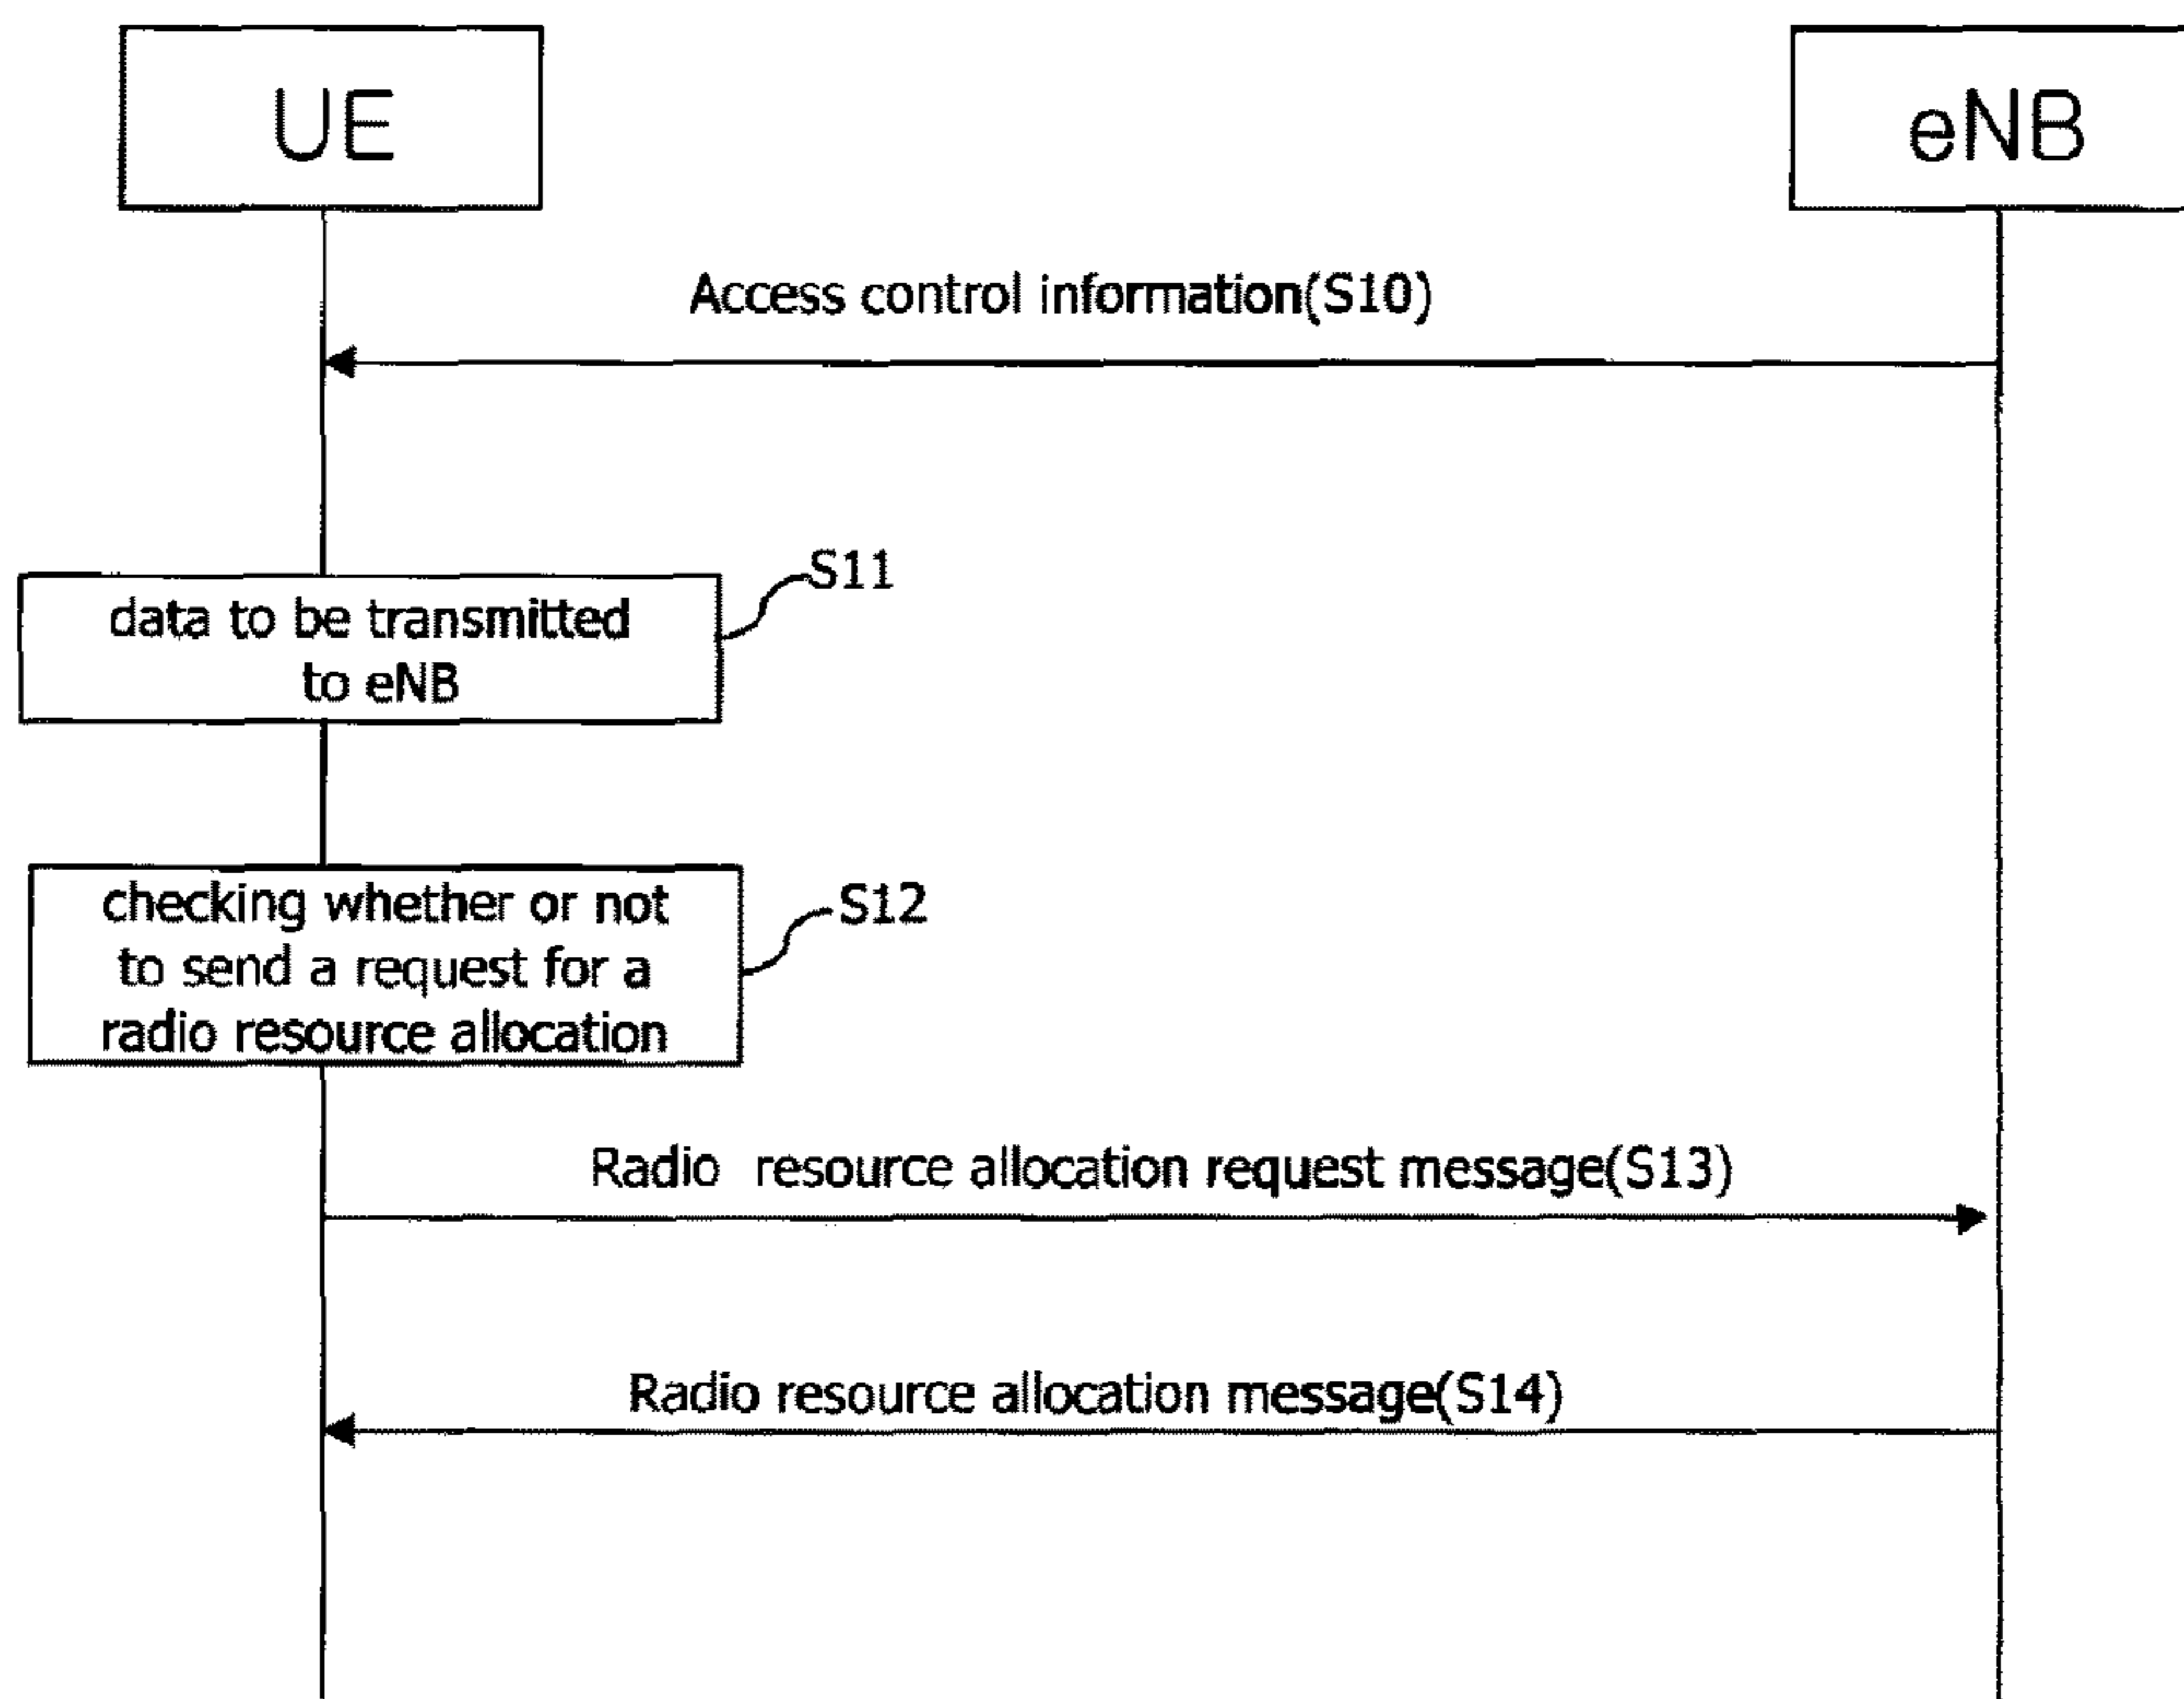 UE
eNB
Access control information(S10)
S11
data to be transmitted
to eNB
S12
checking whether or not
to send a request for a
radio resource allocation
Radio resource allocation request message(S13)
Radio resource allocation message(S14)